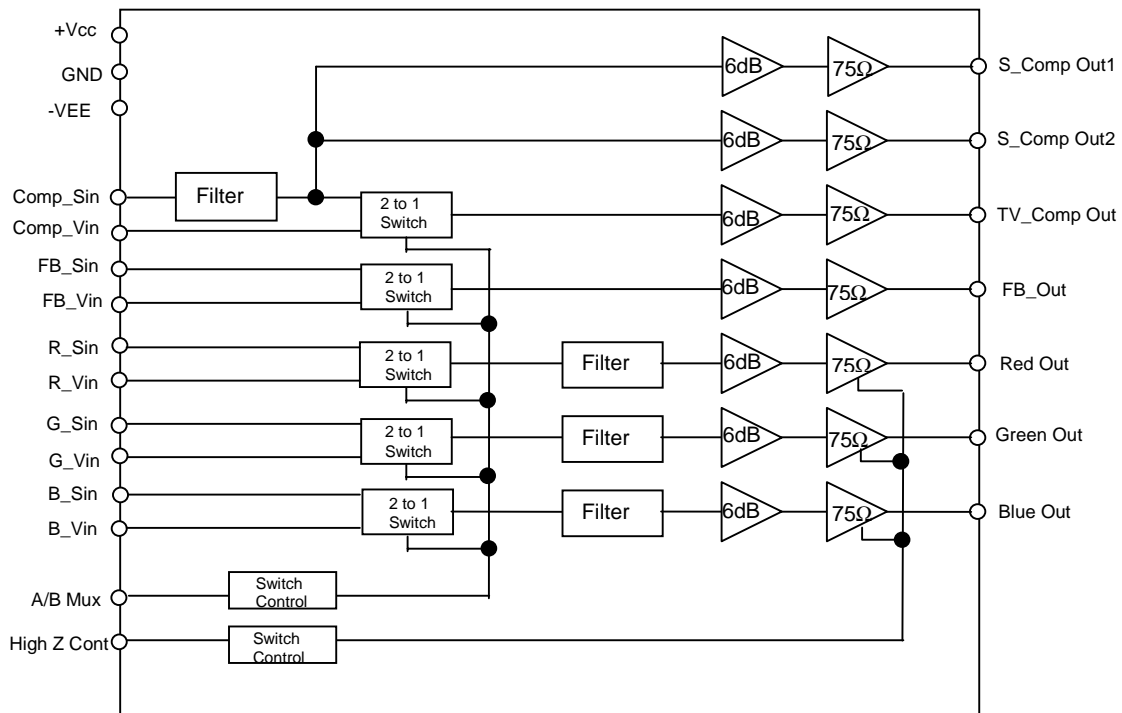 +Vcc
GND
-VEE
Comp_Sin
Comp_Vin
FB_Sin
FB_Vin
R_Sin
R_Vin
G_Sin
G_Vin
B_Sin
B_Vin
A/B Mux
High Z Cont
Filter
2 to 1
Switch
2 to 1
Switch
2 to 1
Switch
2 to 1
Switch
2 to 1
Switch
Switch
Control
Switch
Control
Filter
Filter
Filter
6dB
75Ω
S_Comp Out1
6dB
75Ω
S_Comp Out2
6dB
75Ω
TV_Comp Out
6dB
75Ω
FB_Out
6dB
75Ω
Red Out
6dB
75Ω
Green Out
6dB
75Ω
Blue Out